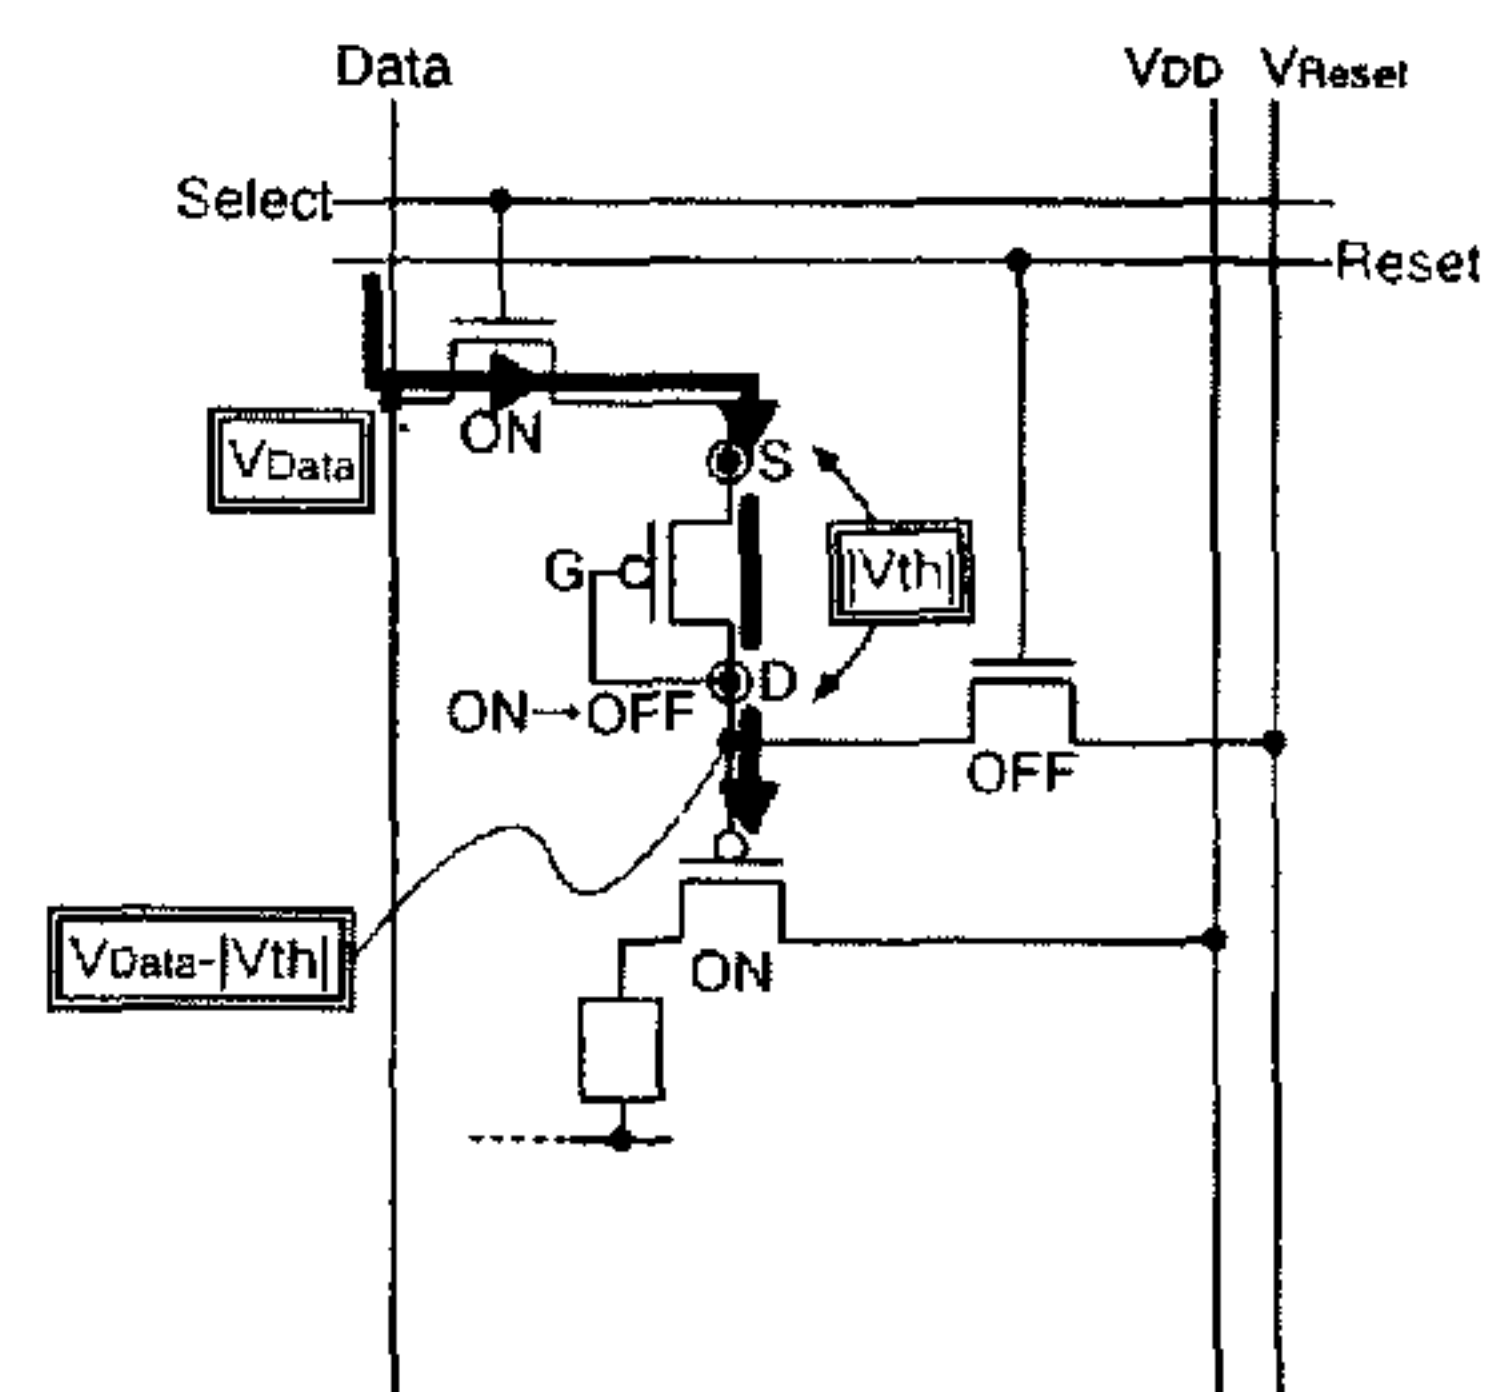 Data
VDD
VReset
Select
Reset
ON
VData
S
G
|Vth|
D
ON→OFF
OFF
VData-|Vth|
ON